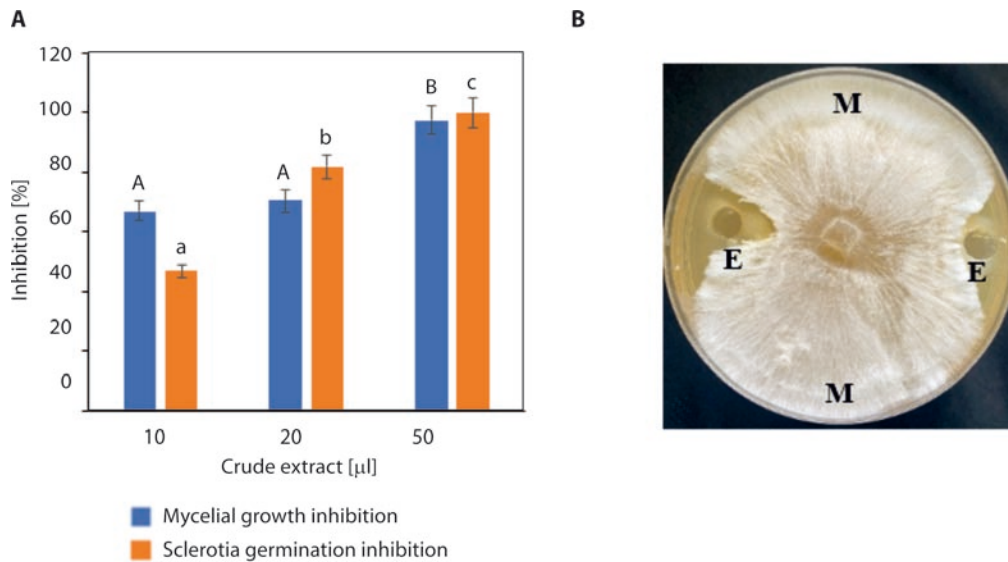 A
120
100
80
60
40
20
0
Inhibition [%]
A
a
A
b
B
c
10 20 50
Crude extract [µl]
Mycelial growth inhibition
Sclerotia germination inhibition
B
M
E E
M